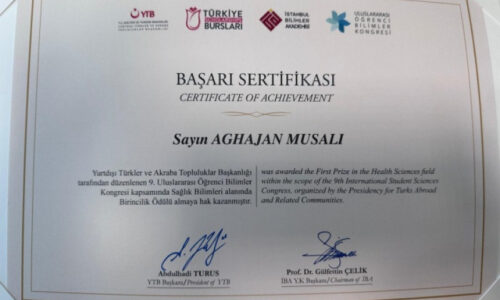 YTB
TÜRKİYE
BURSLARI
İSTANBUL
BİLİMLER
AKADEMİSİ
ULUSLARARASI
ÖĞRENCİ
BİLİMLER
KONGRESİ
BAŞARI SERTİFİKASI
CERTIFICATE OF ACHIEVEMENT
Sayın AGHAJAN MUSALI
Yurtdışı Türkler ve Akraba Topluluklar Başkanlığı
tarafından düzenlenen 9. Uluslararası Öğrenci Bilimler
Kongresi kapsamında Sağlık Bilimleri alanında
Birincilik Ödülü almaya hak kazanmıştır.
was awarded the First Prize in the Health Sciences field
within the scope of the 9th International Student Sciences
Congress, organized by the Presidency for Turks Abroad
and Related Communities.
Abdulhadi TURUS
YTB Başkanı/President of YTB
Prof. Dr. Gülfettin ÇELİK
İBA Y.K Başkanı/Chairman of İBA